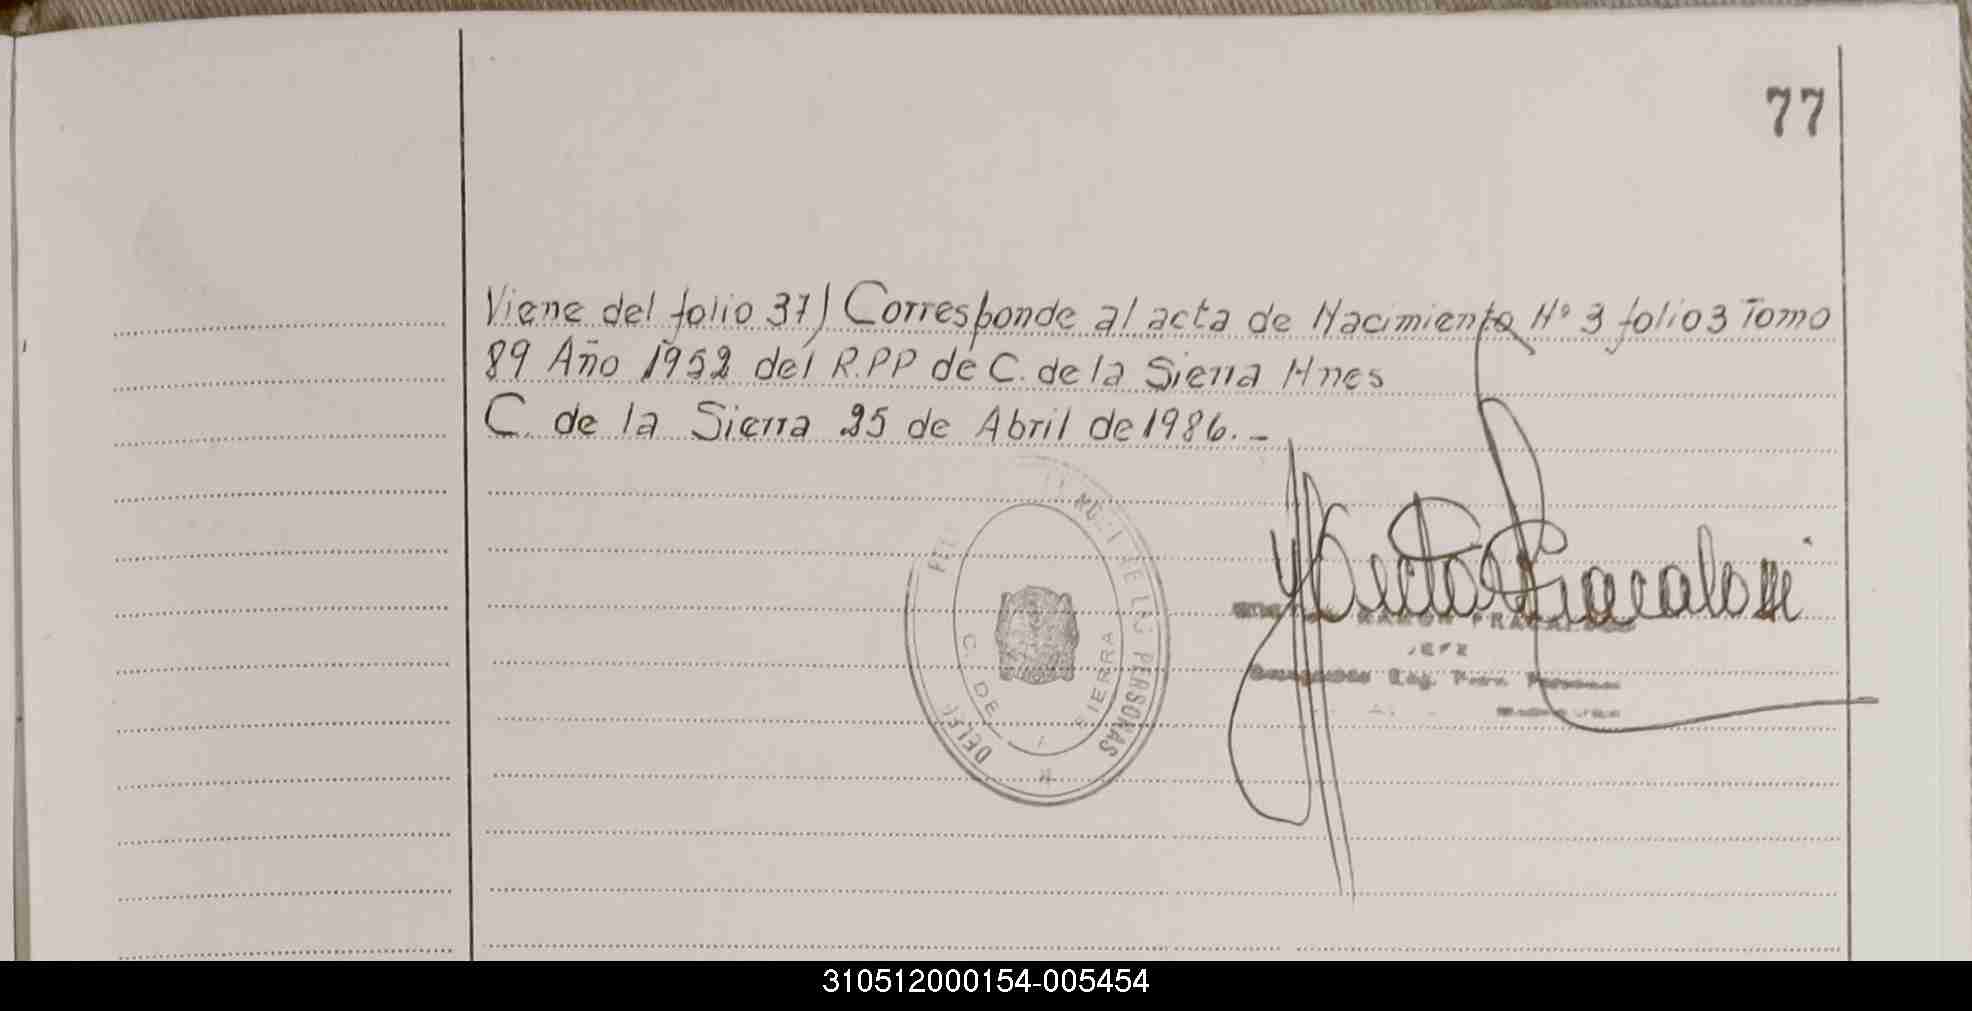 77
Viene del folio 37) Corresponde al acta de Nacimiento Nº 3 folio 3 Tomo
89 Año 1952 del R.PP de C. de la Sierra Mnes
C. de la Sierra 25 de Abril de 1986.-
PERSONAS
C. DE SIERRA
RAMON
JEFE
310512000154-005454